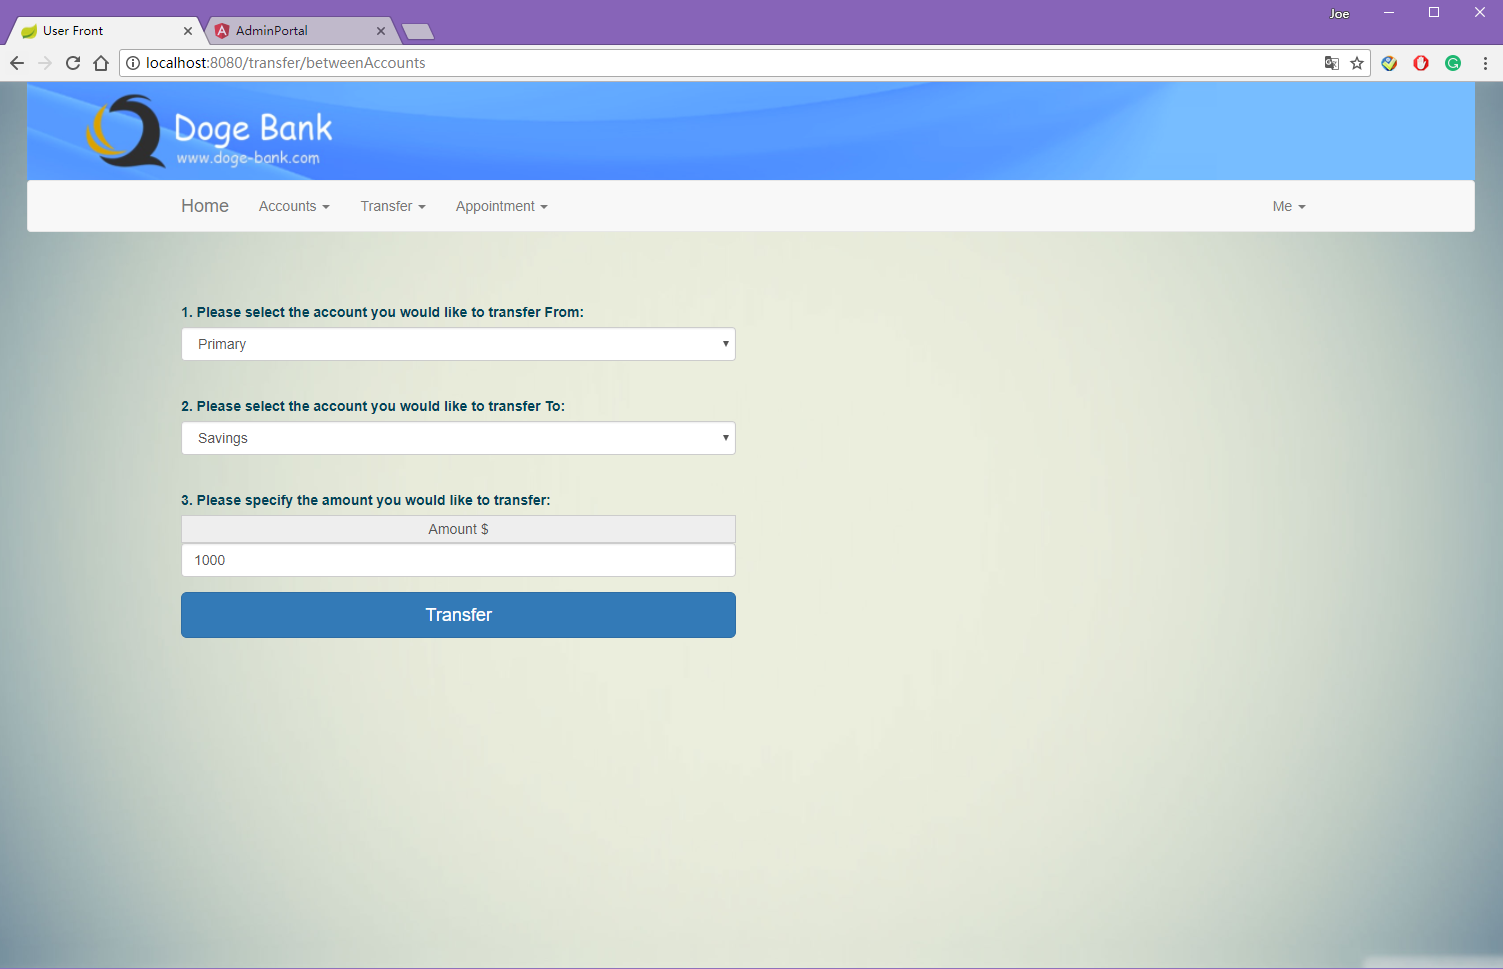 Joe
User Front
AdminPortal
localhost:8080/transfer/betweenAccounts
Doge Bank
www.doge-bank.com
Home Accounts Transfer Appointment Me
1. Please select the account you would like to transfer From:
Primary
2. Please select the account you would like to transfer To:
Savings
3. Please specify the amount you would like to transfer:
Amount $
1000
Transfer